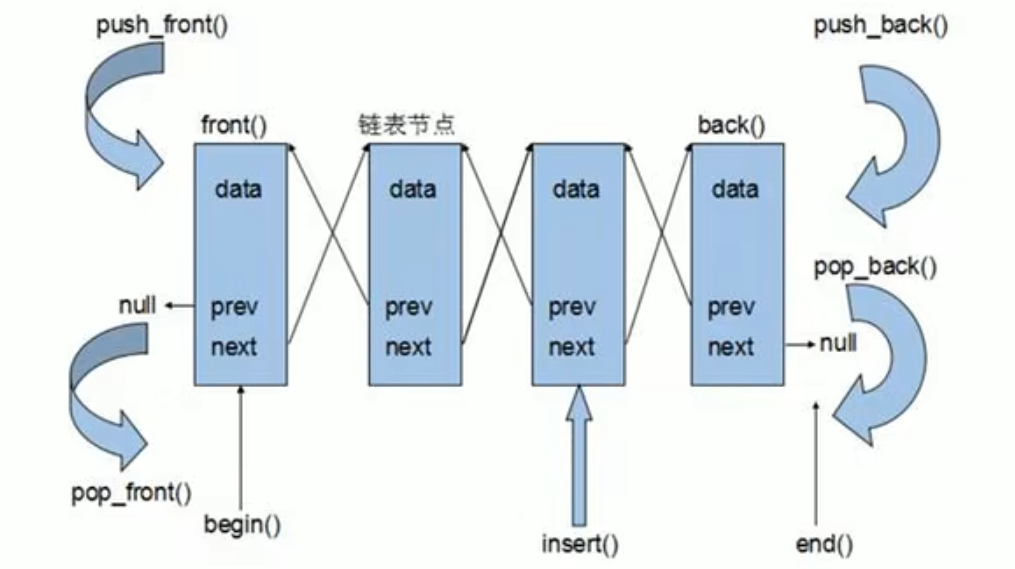 push_front()
push_back()
front()
链表节点
back()
data
data
data
data
pop_back()
null
prev
prev
prev
prev
next
next
next
next
null
pop_front()
begin()
insert()
end()